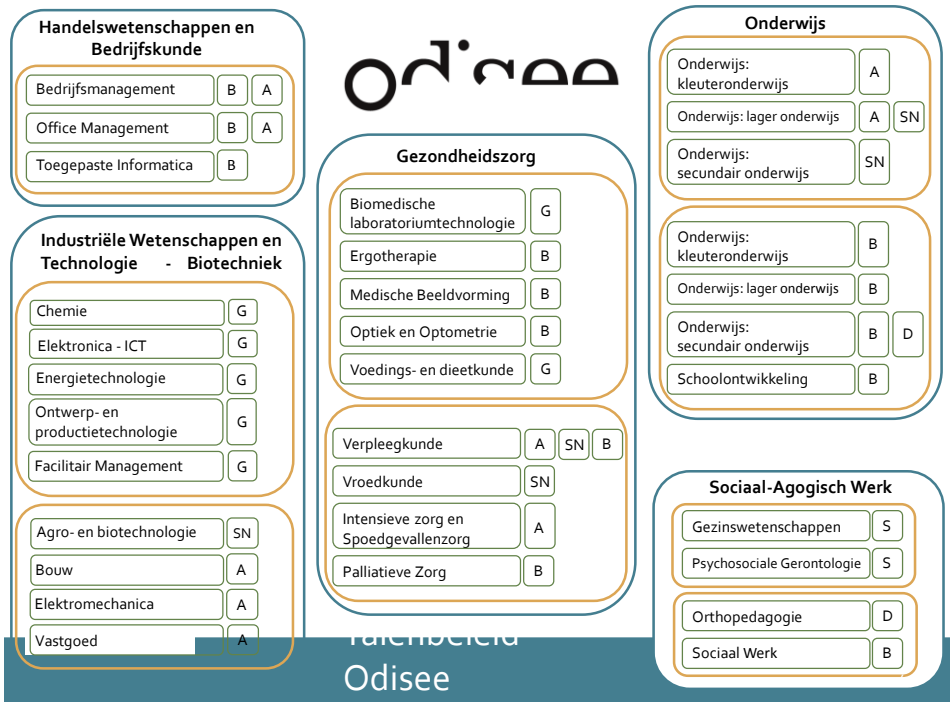 Handelswetenschappen en
Bedrijfskunde
Bedrijfsmanagement B A
Office Management B A
Toegepaste Informatica B
Industriële Wetenschappen en
Technologie - Biotechniek
Chemie G
Elektronica - ICT G
Energietechnologie G
Ontwerp- en
productietechnologie G
Facilitair Management G
Agro- en biotechnologie SN
Bouw A
Elektromechanica A
Vastgoed A
odisee
Gezondheidszorg
Biomedische
laboratoriumtechnologie G
Ergotherapie B
Medische Beeldvorming B
Optiek en Optometrie B
Voedings- en dieetkunde G
Verpleegkunde A SN B
Vroedkunde SN
Intensieve zorg en
Spoedgevallenzorg A
Palliatieve Zorg B
Talenbeleid
Odisee
Onderwijs
Onderwijs:
kleuteronderwijs A
Onderwijs: lager onderwijs A SN
Onderwijs:
secundair onderwijs SN
Onderwijs:
kleuteronderwijs B
Onderwijs: lager onderwijs B
Onderwijs:
secundair onderwijs B D
Schoolontwikkeling B
Sociaal-Agogisch Werk
Gezinswetenschappen S
Psychosociale Gerontologie S
Orthopedagogie D
Sociaal Werk B